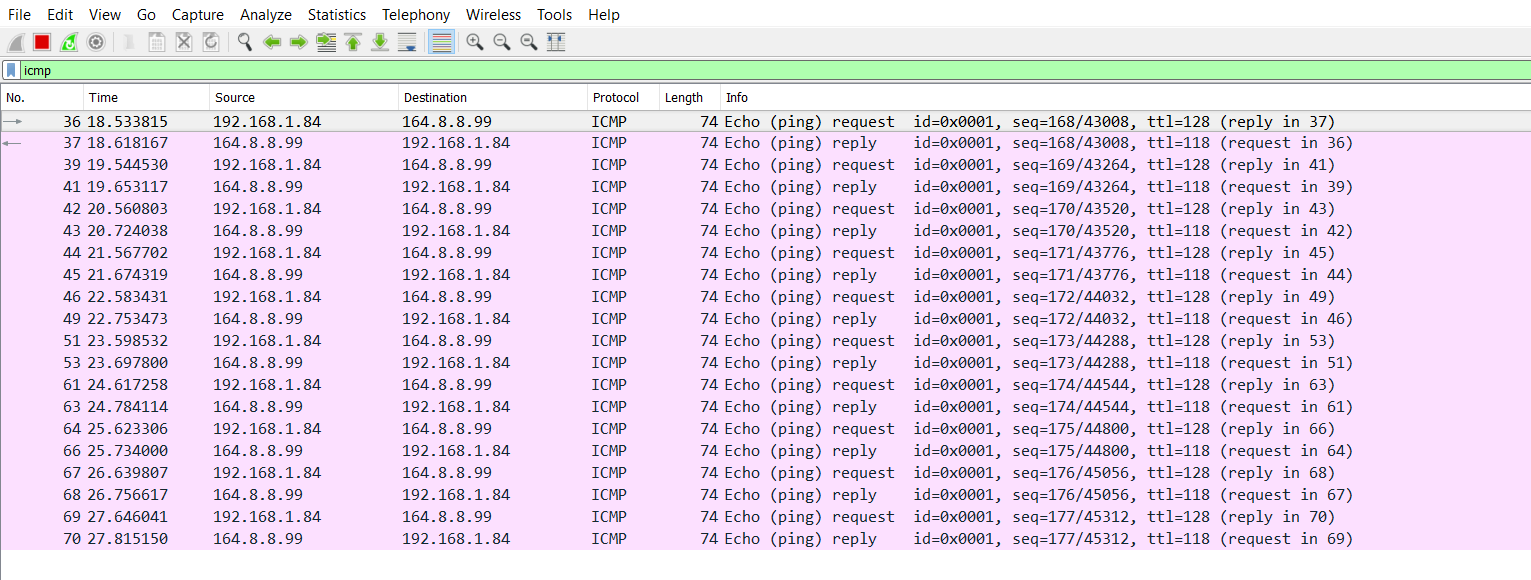 File Edit View Go Capture Analyze Statistics Telephony Wireless Tools Help
icmp
No. Time Source Destination Protocol Length Info
36 18.533815 192.168.1.84 164.8.8.99 ICMP 74 Echo (ping) request id=0x0001, seq=168/43008, ttl=128 (reply in 37)
37 18.618167 164.8.8.99 192.168.1.84 ICMP 74 Echo (ping) reply id=0x0001, seq=168/43008, ttl=118 (request in 36)
39 19.544530 192.168.1.84 164.8.8.99 ICMP 74 Echo (ping) request id=0x0001, seq=169/43264, ttl=128 (reply in 41)
41 19.653117 164.8.8.99 192.168.1.84 ICMP 74 Echo (ping) reply id=0x0001, seq=169/43264, ttl=118 (request in 39)
42 20.560803 192.168.1.84 164.8.8.99 ICMP 74 Echo (ping) request id=0x0001, seq=170/43520, ttl=128 (reply in 43)
43 20.724038 164.8.8.99 192.168.1.84 ICMP 74 Echo (ping) reply id=0x0001, seq=170/43520, ttl=118 (request in 42)
44 21.567702 192.168.1.84 164.8.8.99 ICMP 74 Echo (ping) request id=0x0001, seq=171/43776, ttl=128 (reply in 45)
45 21.674319 164.8.8.99 192.168.1.84 ICMP 74 Echo (ping) reply id=0x0001, seq=171/43776, ttl=118 (request in 44)
46 22.583431 192.168.1.84 164.8.8.99 ICMP 74 Echo (ping) request id=0x0001, seq=172/44032, ttl=128 (reply in 49)
49 22.753473 164.8.8.99 192.168.1.84 ICMP 74 Echo (ping) reply id=0x0001, seq=172/44032, ttl=118 (request in 46)
51 23.598532 192.168.1.84 164.8.8.99 ICMP 74 Echo (ping) request id=0x0001, seq=173/44288, ttl=128 (reply in 53)
53 23.697800 164.8.8.99 192.168.1.84 ICMP 74 Echo (ping) reply id=0x0001, seq=173/44288, ttl=118 (request in 51)
61 24.617258 192.168.1.84 164.8.8.99 ICMP 74 Echo (ping) request id=0x0001, seq=174/44544, ttl=128 (reply in 63)
63 24.784114 164.8.8.99 192.168.1.84 ICMP 74 Echo (ping) reply id=0x0001, seq=174/44544, ttl=118 (request in 61)
64 25.623306 192.168.1.84 164.8.8.99 ICMP 74 Echo (ping) request id=0x0001, seq=175/44800, ttl=128 (reply in 66)
66 25.734000 164.8.8.99 192.168.1.84 ICMP 74 Echo (ping) reply id=0x0001, seq=175/44800, ttl=118 (request in 64)
67 26.639807 192.168.1.84 164.8.8.99 ICMP 74 Echo (ping) request id=0x0001, seq=176/45056, ttl=128 (reply in 68)
68 26.756617 164.8.8.99 192.168.1.84 ICMP 74 Echo (ping) reply id=0x0001, seq=176/45056, ttl=118 (request in 67)
69 27.646041 192.168.1.84 164.8.8.99 ICMP 74 Echo (ping) request id=0x0001, seq=177/45312, ttl=128 (reply in 70)
70 27.815150 164.8.8.99 192.168.1.84 ICMP 74 Echo (ping) reply id=0x0001, seq=177/45312, ttl=118 (request in 69)